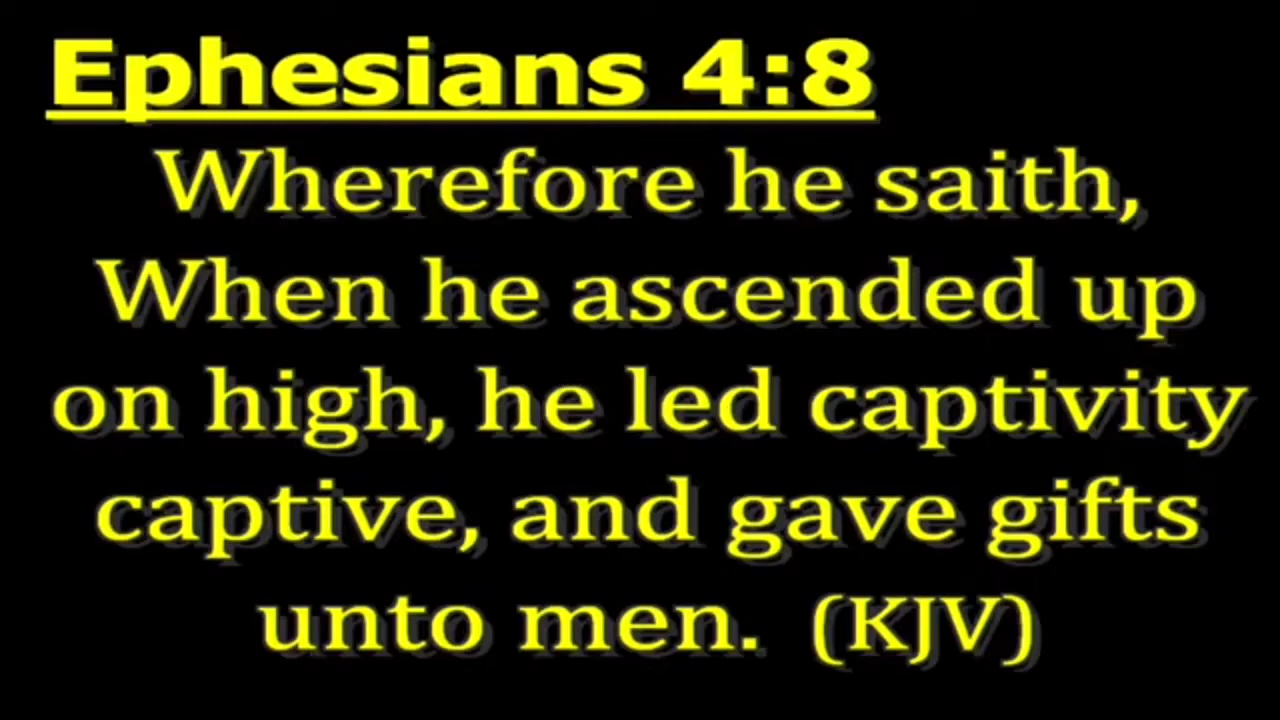 Ephesians 4:8
Wherefore he saith,
When he ascended up
on high, he led captivity
captive, and gave gifts
unto men.  (KJV)